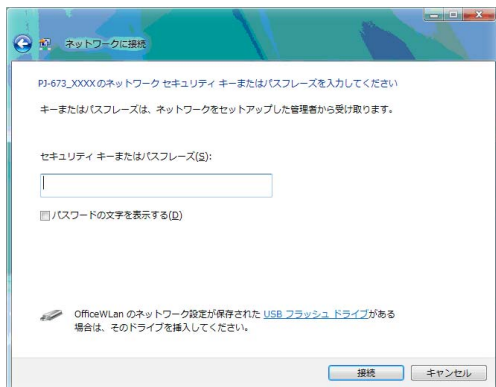 ネットワークに接続
PJ-673_XXXX のネットワーク セキュリティ キーまたはパスフレーズを入力してください
キーまたはパスフレーズは、ネットワークをセットアップした管理者から受け取ります。
セキュリティ キーまたはパスフレーズ(S):
パスワードの文字を表示する(D)
OfficeWLan のネットワーク設定が保存された USB フラッシュ ドライブがある
場合は、そのドライブを挿入してください。
接続
キャンセル